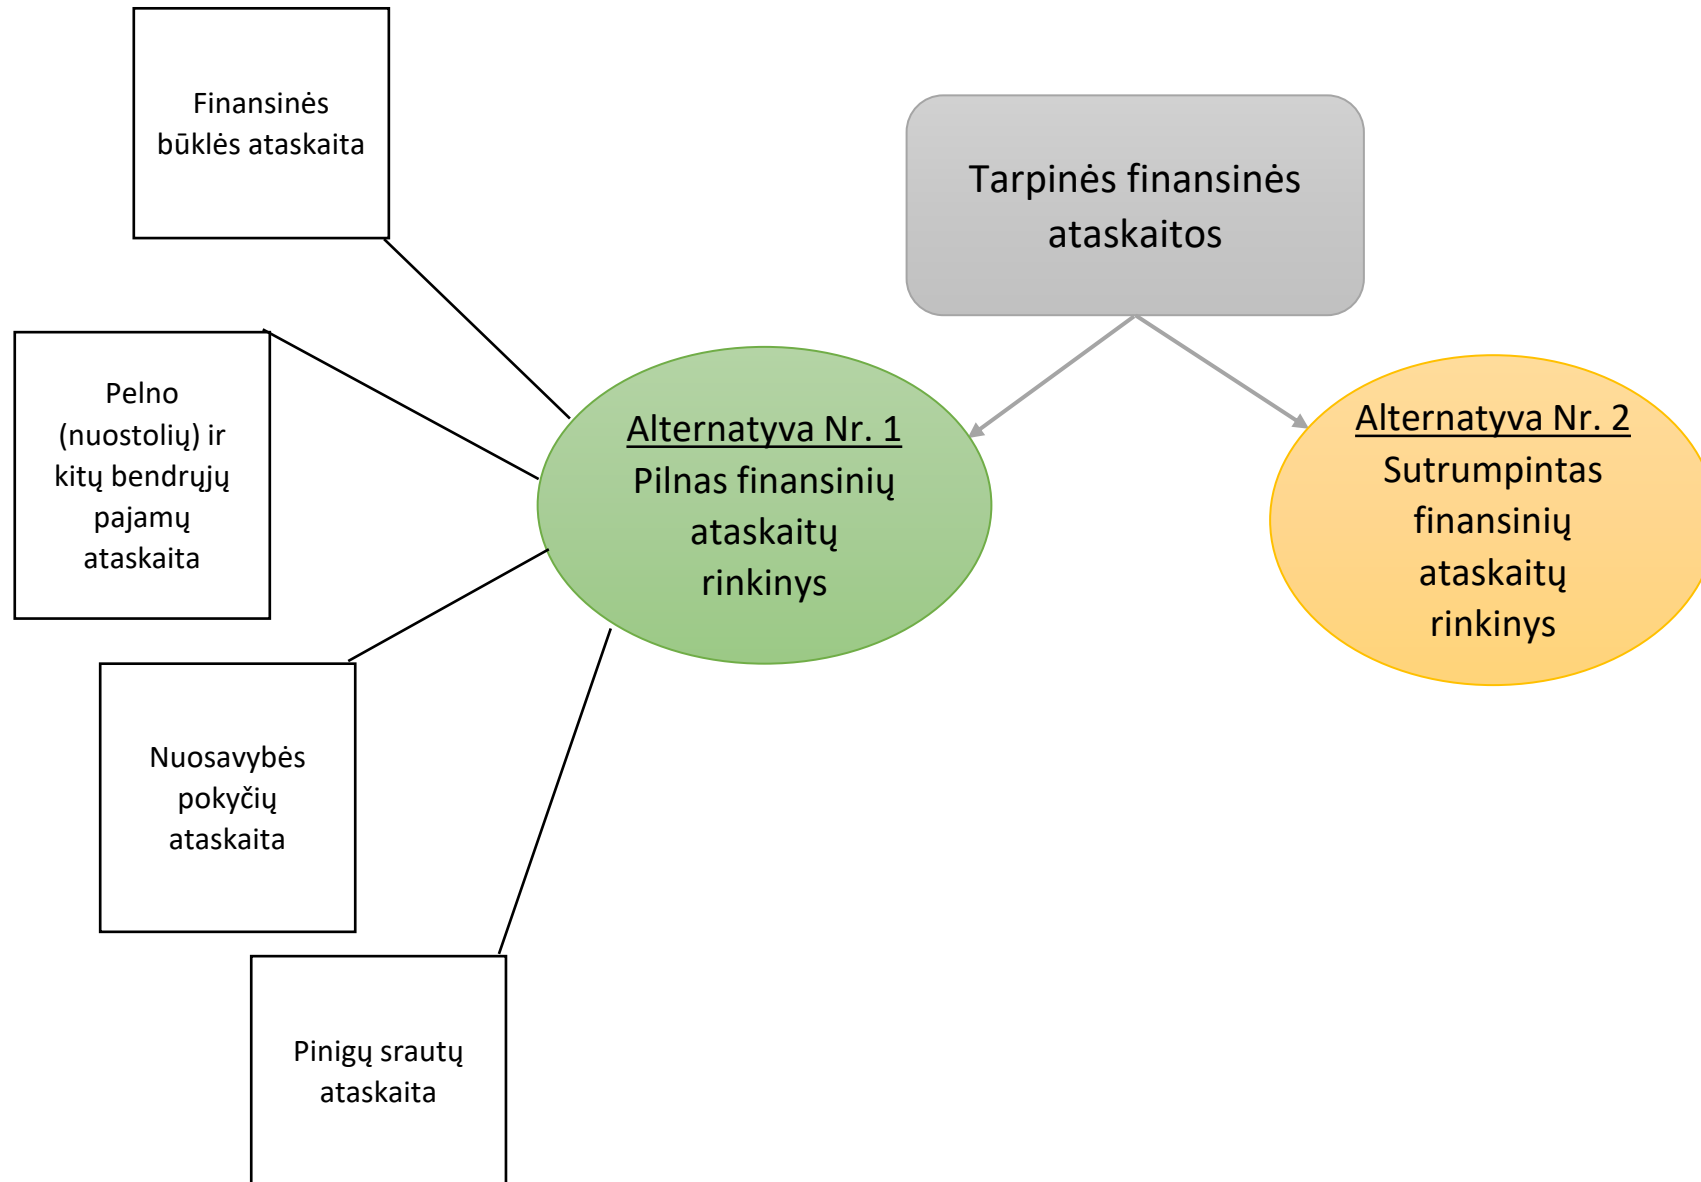 Finansinės
būklės ataskaita
Tarpinės finansinės
ataskaitos
Pelno
(nuostolių) ir
kitų bendrųjų
pajamų
ataskaita
Alternatyva Nr. 1
Pilnas finansinių
ataskaitų
rinkinys
Alternatyva Nr. 2
Sutrumpintas
finansinių
ataskaitų
rinkinys
Nuosavybės
pokyčių
ataskaita
Pinigų srautų
ataskaita